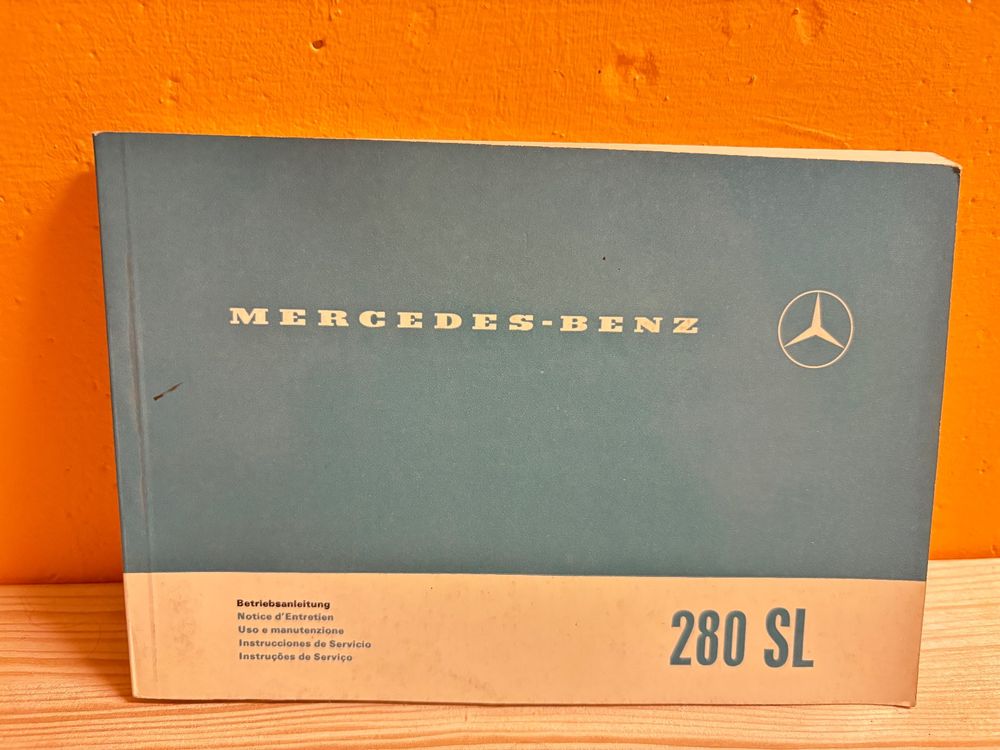 MERCEDES-BENZ
Betriebsanleitung
Notice d'Entretien
Uso e manutenzione
Instrucciones de Servicio
Instruções de Serviço
280 SL